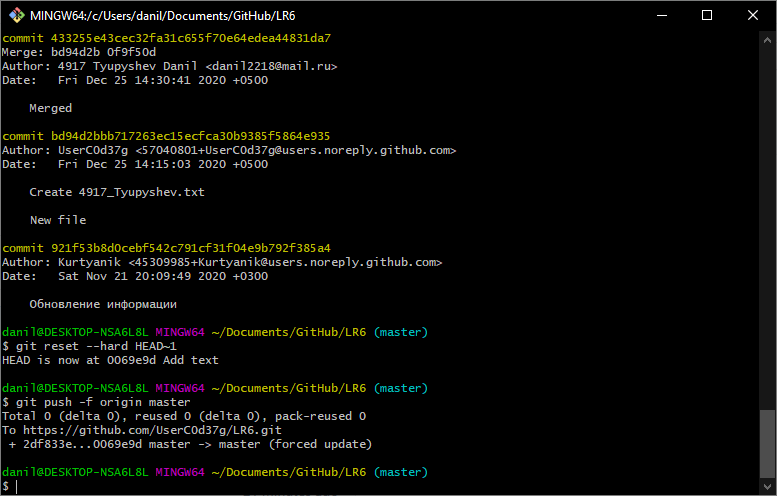 MINGW64:/c/Users/danil/Documents/GitHub/LR6
commit 433255e43cec32fa31c655f70e64edea44831da7
Merge: bd94d2b 0f9f50d
Author: 4917 Tyupyshev Danil <danil2218@mail.ru>
Date:   Fri Dec 25 14:30:41 2020 +0500
Merged
commit bd94d2bbb717263ec15ecfca30b9385f5864e935
Author: UserC0d37g <57040801+UserC0d37g@users.noreply.github.com>
Date:   Fri Dec 25 14:15:03 2020 +0500
Create 4917_Tyupyshev.txt
New file
commit 921f53b8d0cebf542c791cf31f04e9b792f385a4
Author: Kurtyanik <45309985+Kurtyanik@users.noreply.github.com>
Date:   Sat Nov 21 20:09:49 2020 +0300
Обновление информации
danil@DESKTOP-NSA6L8L MINGW64 ~/Documents/GitHub/LR6 (master)
$ git reset --hard HEAD~1
HEAD is now at 0069e9d Add text
danil@DESKTOP-NSA6L8L MINGW64 ~/Documents/GitHub/LR6 (master)
$ git push -f origin master
Total 0 (delta 0), reused 0 (delta 0), pack-reused 0
To https://github.com/UserC0d37g/LR6.git
 + 2df833e...0069e9d master -> master (forced update)
danil@DESKTOP-NSA6L8L MINGW64 ~/Documents/GitHub/LR6 (master)
$